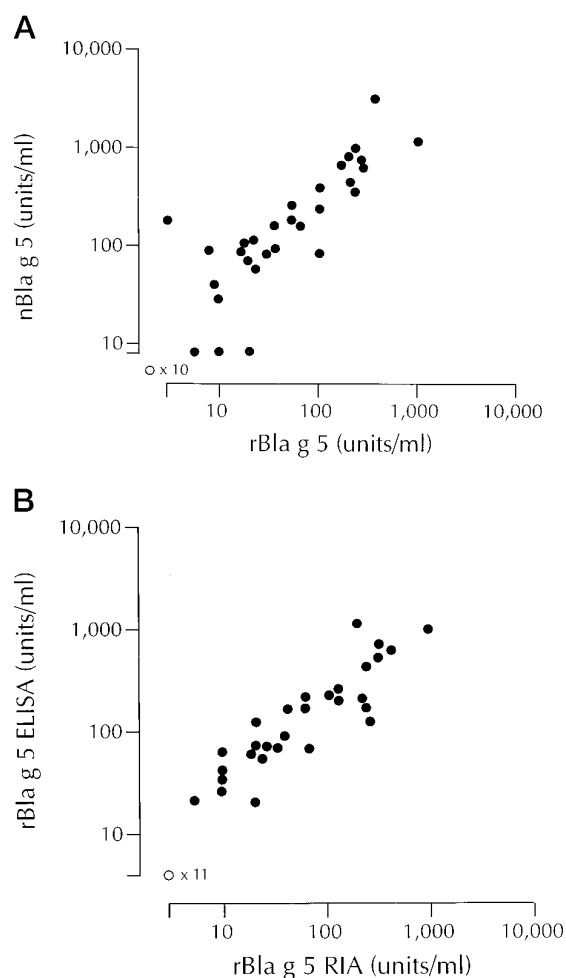 A
10,000
1,000
100
10
nBla g 5 (units/ml)
x 10
10 100 1,000 10,000
rBla g 5 (units/ml)
B
10,000
1,000
100
10
rBla g 5 ELISA (units/ml)
x 11
10 100 1,000 10,000
rBla g 5 RIA (units/ml)